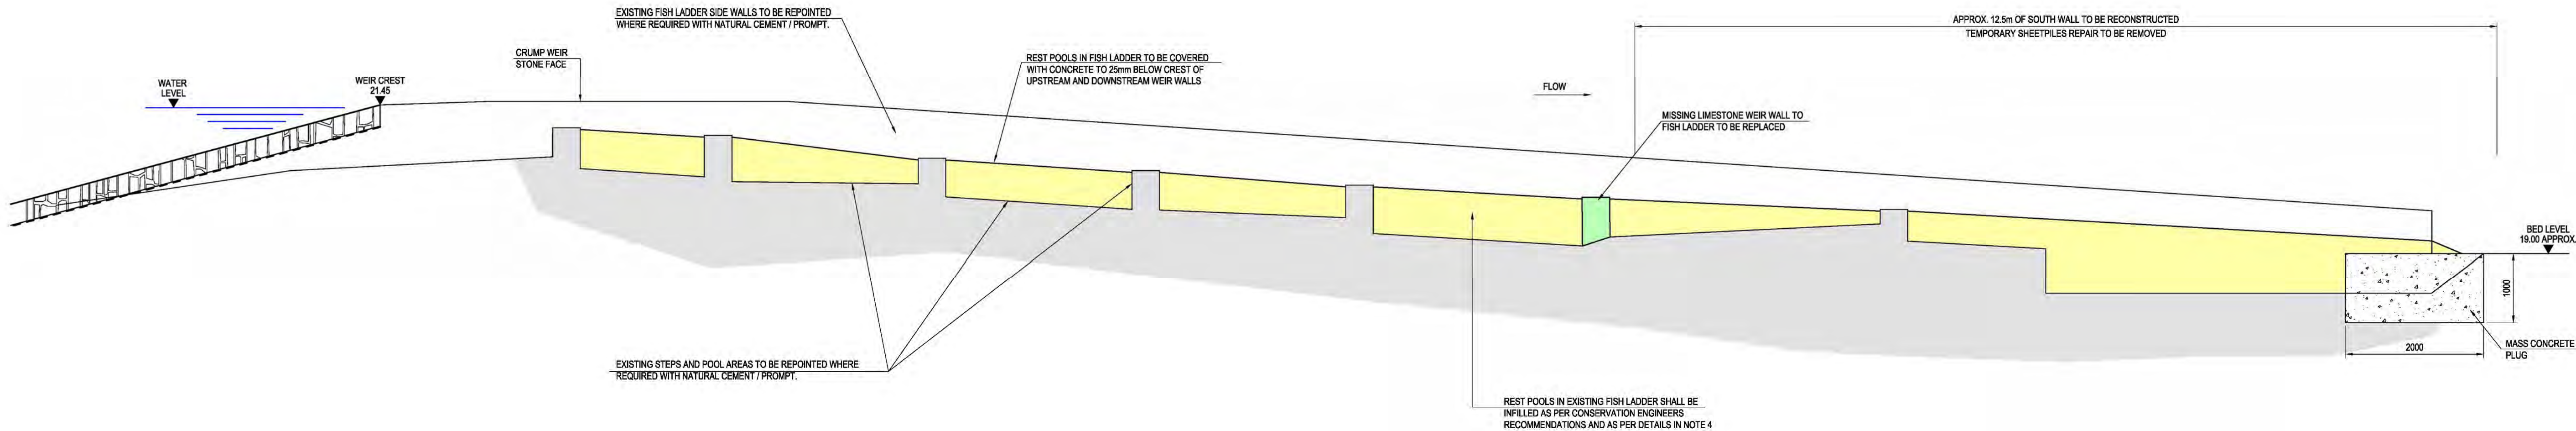 EXISTING FISH LADDER SIDE WALLS TO BE REPOINTED
WHERE REQUIRED WITH NATURAL CEMENT / PROMPT.
APPROX. 12.5m OF SOUTH WALL TO BE RECONSTRUCTED
TEMPORARY SHEETPILES REPAIR TO BE REMOVED
CRUMP WEIR
STONE FACE
REST POOLS IN FISH LADDER TO BE COVERED
WITH CONCRETE TO 25mm BELOW CREST OF
UPSTREAM AND DOWNSTREAM WEIR WALLS
WATER
LEVEL
WEIR CREST
21.45
FLOW
MISSING LIMESTONE WEIR WALL TO
FISH LADDER TO BE REPLACED
BED LEVEL
19.00 APPROX.
1000
2000
MASS CONCRETE
PLUG
EXISTING STEPS AND POOL AREAS TO BE REPOINTED WHERE
REQUIRED WITH NATURAL CEMENT / PROMPT.
REST POOLS IN EXISTING FISH LADDER SHALL BE
INFILLED AS PER CONSERVATION ENGINEERS
RECOMMENDATIONS AND AS PER DETAILS IN NOTE 4